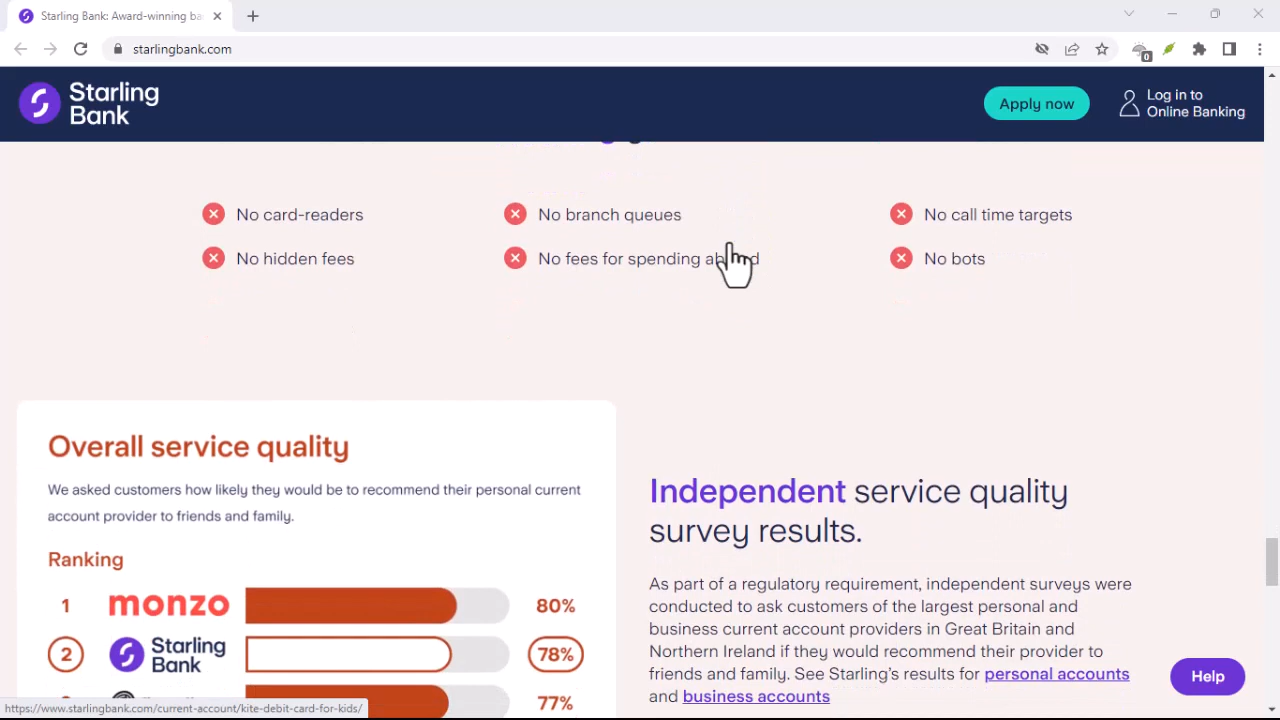 Starling Bank: Award-winning ba
starlingbank.com
0
Starling
Bank
Apply now
Log in to
Online Banking
No card-readers
No branch queues
No call time targets
No hidden fees
No fees for spending
No bots
Overall service quality
We asked customers how likely they would be to recommend their personal current
account provider to friends and family.
Ranking
1 monzo 80%
2 Starling Bank 78%
77%
Independent service quality
survey results.
As part of a regulatory requirement, independent surveys were
conducted to ask customers of the largest personal and
business current account providers in Great Britain and
Northern Ireland if they would recommend their provider to
friends and family. See Starling's results for personal accounts
and business accounts
Help
https://www.starlingbank.com/current-account/kite-debit-card-for-kids/